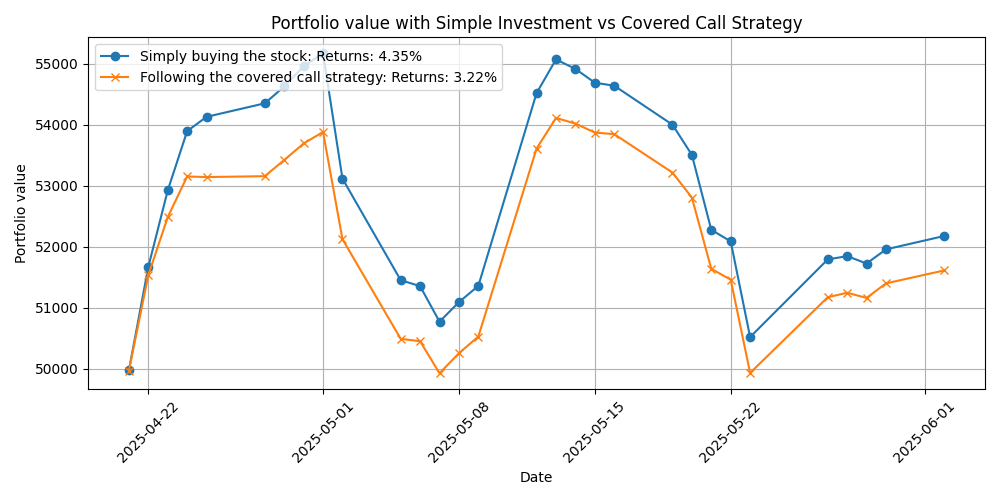 Portfolio value with Simple Investment vs Covered Call Strategy
Simply buying the stock: Returns: 4.35%
Following the covered call strategy: Returns: 3.22%
55000
54000
53000
52000
51000
50000
Portfolio value
2025-04-22
2025-05-01
2025-05-08
2025-05-15
2025-05-22
2025-06-01
Date